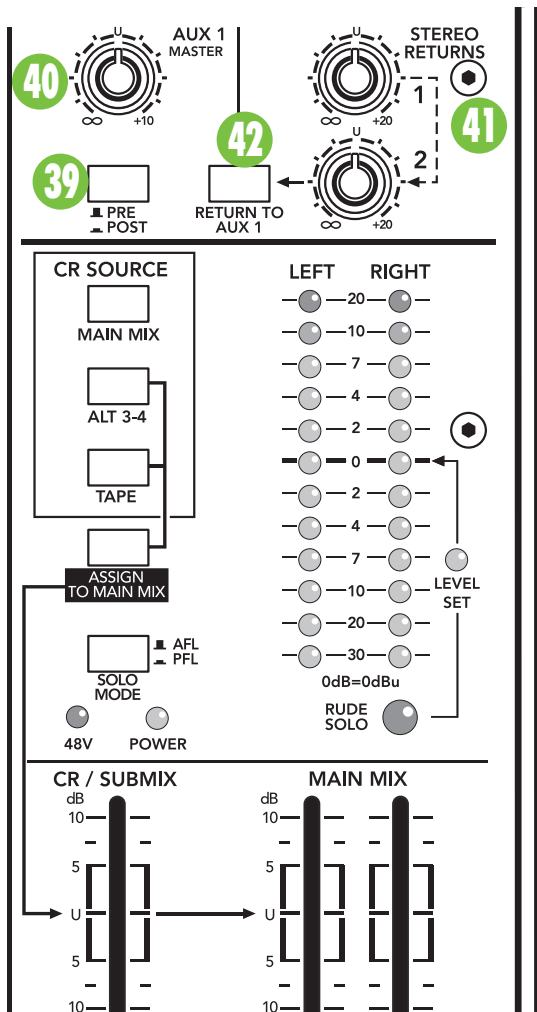 U
AUX 1
MASTER
40
∞
+10
U
STEREO
RETURNS
1
41
∞
+20
42
U
2
∞
+20
39
PRE
POST
RETURN TO
AUX 1
CR SOURCE
MAIN MIX
ALT 3-4
TAPE
ASSIGN
TO MAIN MIX
LEFT RIGHT
20
10
7
4
2
0
2
4
7
10
20
30
0dB=0dBu
LEVEL
SET
AFL
PFL
SOLO
MODE
RUDE
SOLO
48V POWER
CR / SUBMIX
dB
10
5
U
5
10
MAIN MIX
dB
10
5
U
5
10